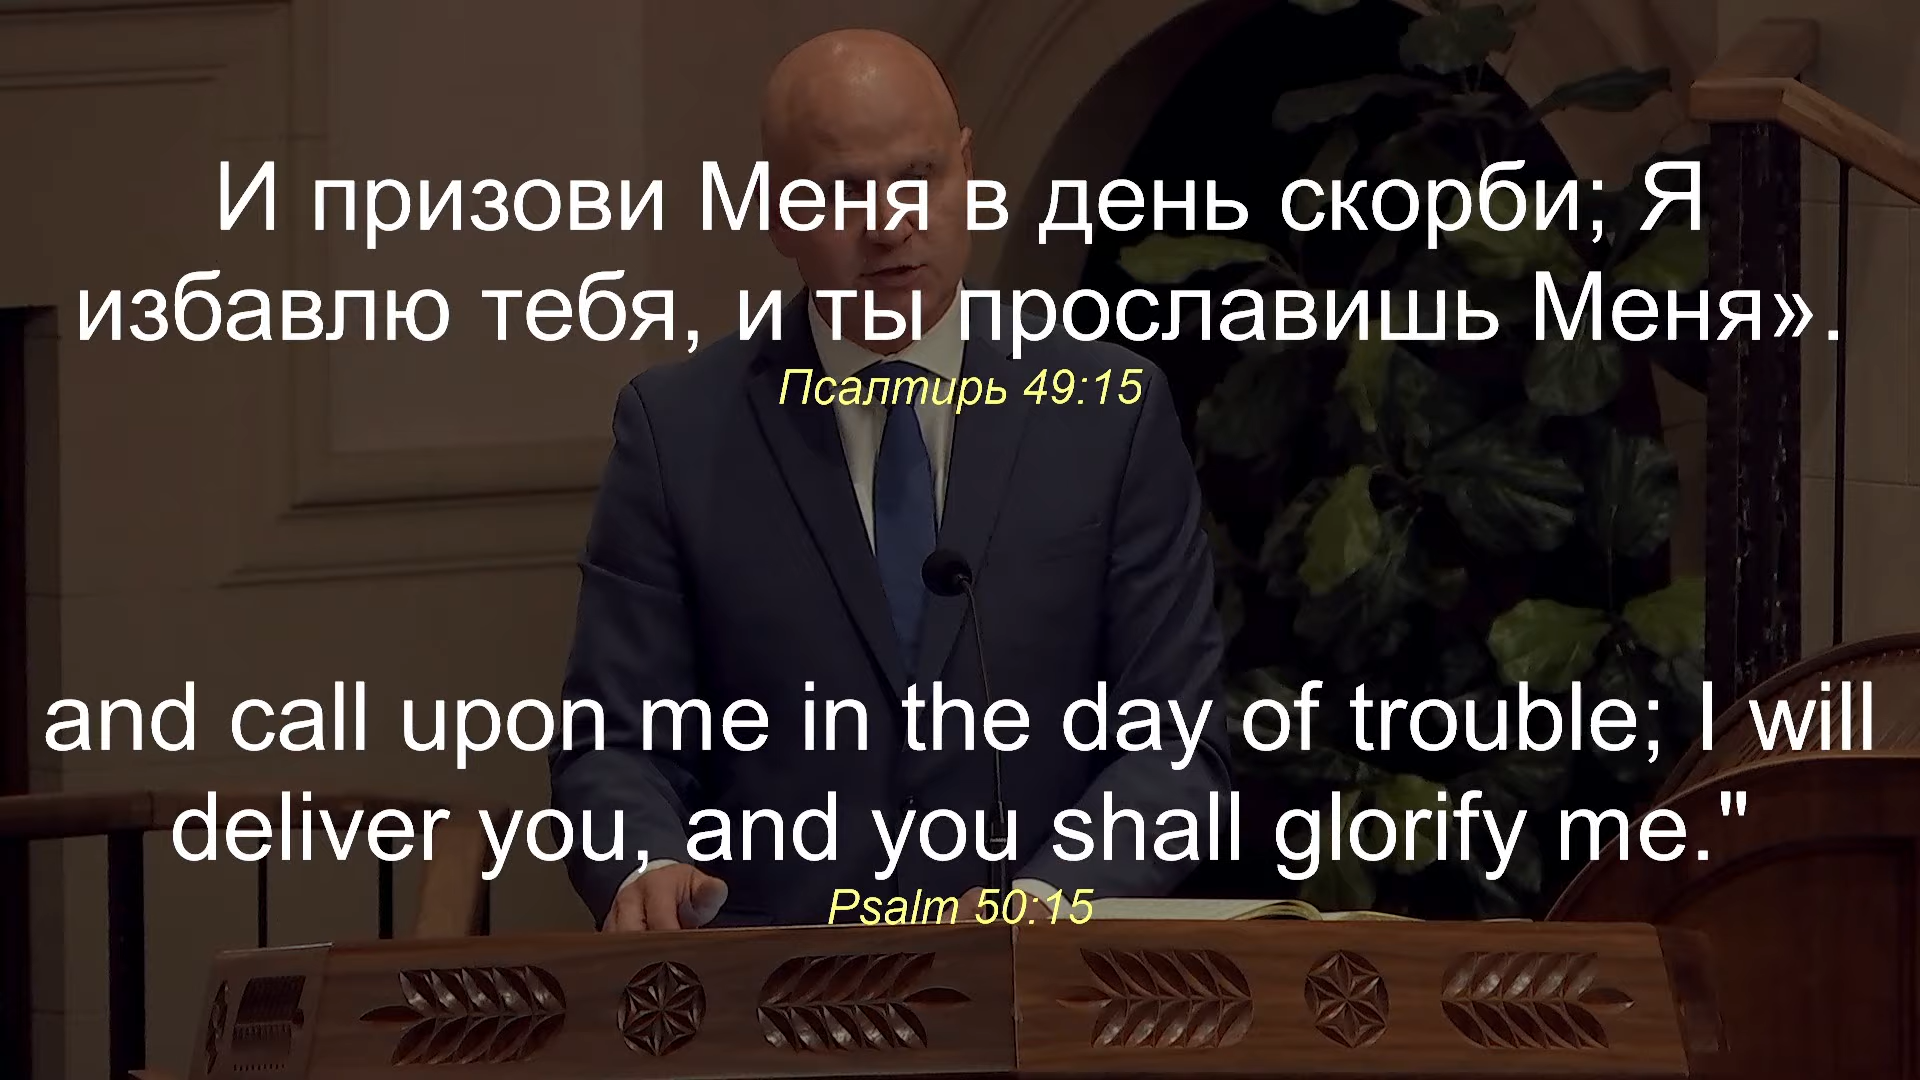 И призови Меня в день скорби; Я
избавлю тебя, и ты прославишь Меня».
Псалтирь 49:15
and call upon me in the day of trouble; I will
deliver you, and you shall glorify me."
Psalm 50:15